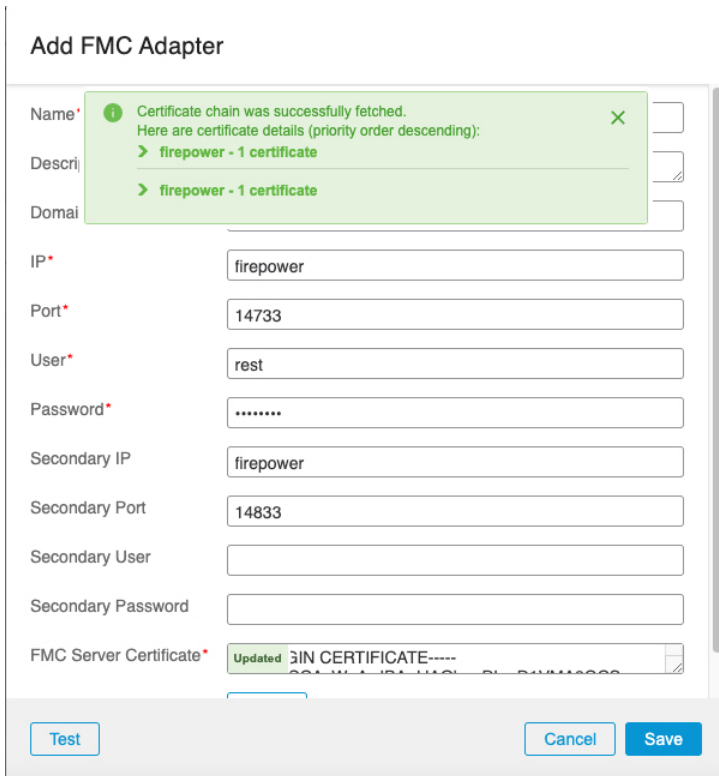 Add FMC Adapter
Name*
Certificate chain was successfully fetched.
Here are certificate details (priority order descending):
firepower - 1 certificate
firepower - 1 certificate
Descri
Domai
IP*
firepower
Port*
14733
User*
rest
Password*
••••••••
Secondary IP
firepower
Secondary Port
14833
Secondary User
Secondary Password
FMC Server Certificate*
Updated
GIN CERTIFICATE-----
Test
Cancel
Save